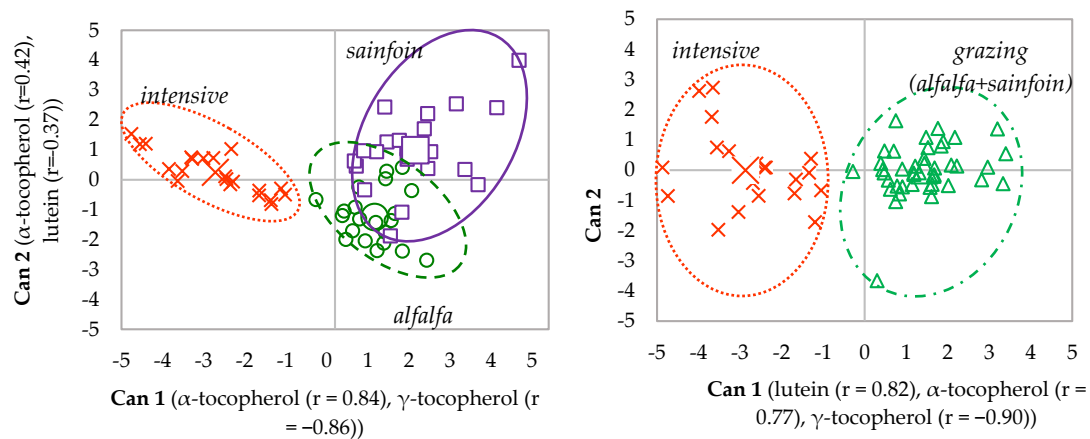 Can 2 (α-tocopherol (r=0.42),
lutein (r=-0.37))
5
4
3
2
1
0
-1
-2
-3
-4
-5
sainfoin
intensive
alfalfa
-5 -4 -3 -2 -1 0 1 2 3 4 5
Can 1 (α-tocopherol (r = 0.84), γ-tocopherol (r
= −0.86))
Can 2
5
4
3
2
1
0
-1
-2
-3
-4
-5
intensive
grazing
(alfalfa+sainfoin)
-5 -4 -3 -2 -1 0 1 2 3 4 5
Can 1 (lutein (r = 0.82), α-tocopherol (r =
0.77), γ-tocopherol (r = −0.90))